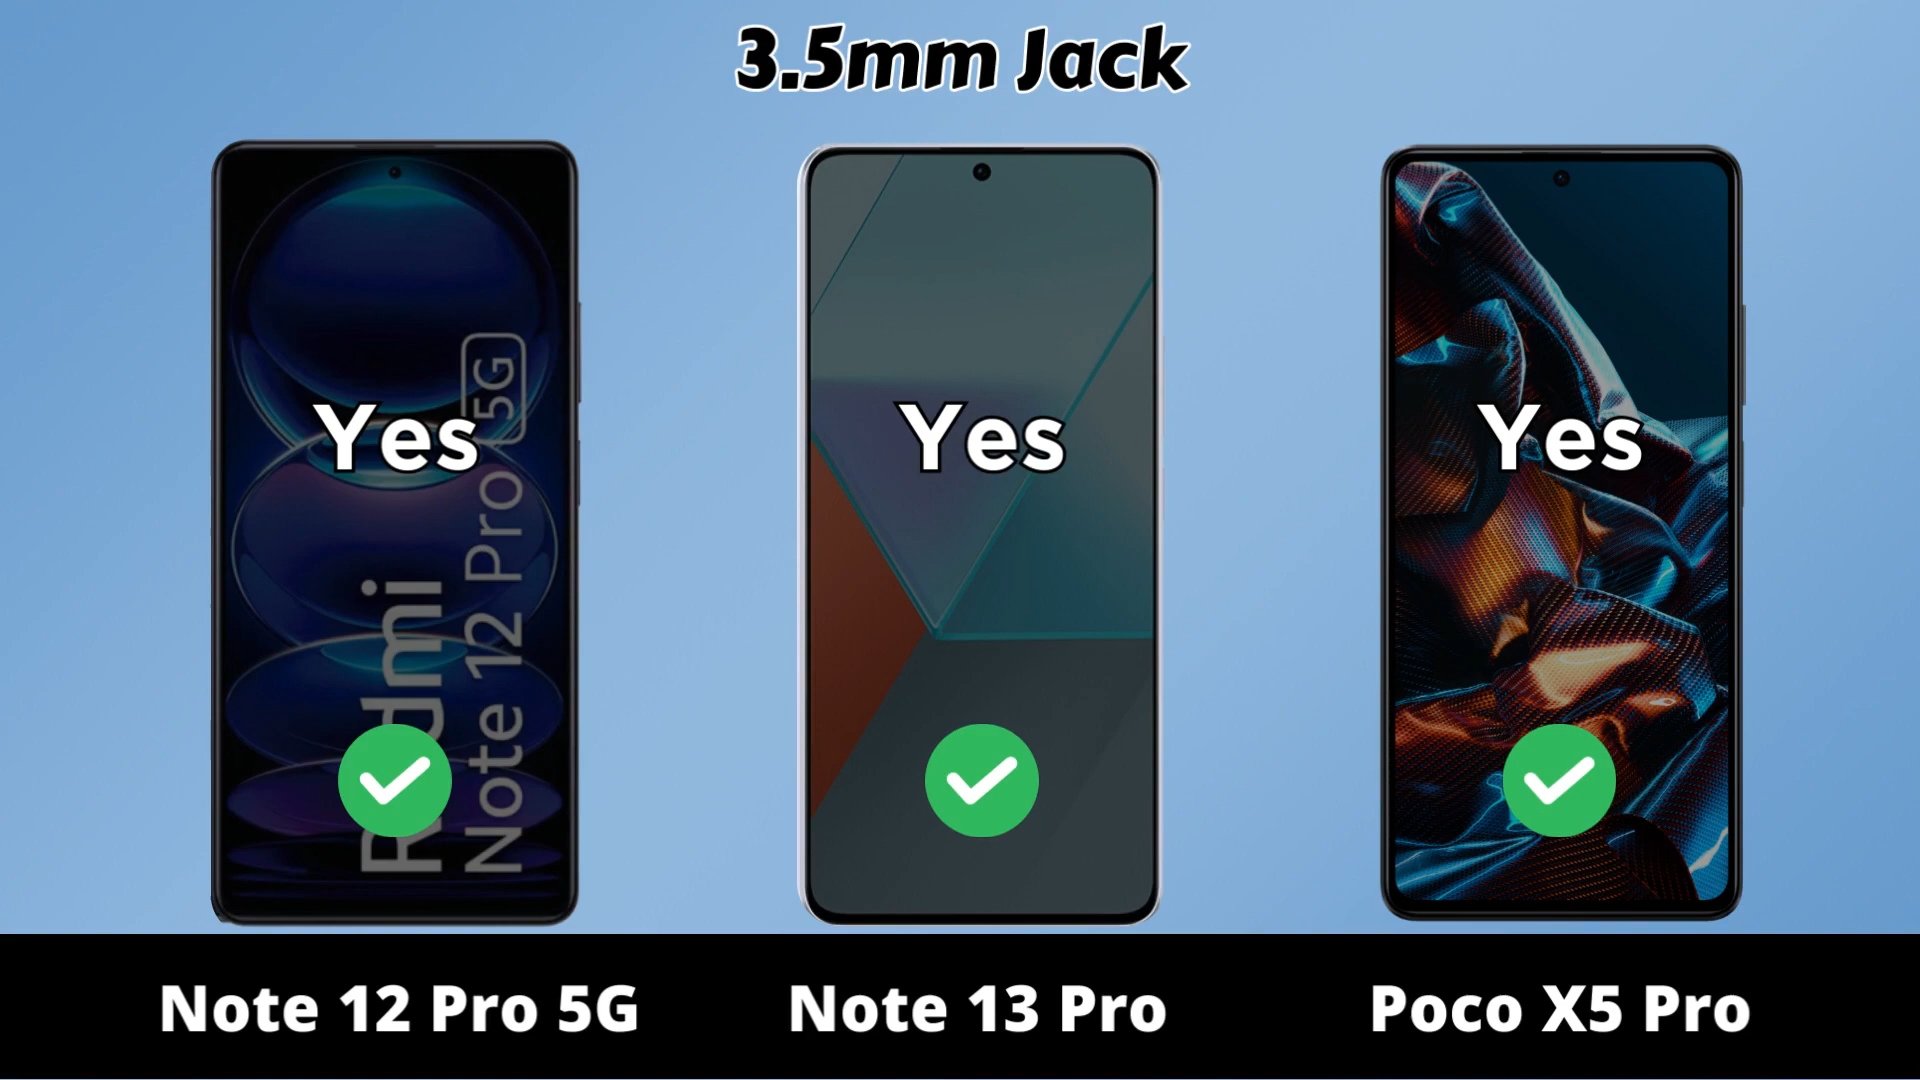 3.5mm Jack
Yes
Yes
Yes
Redmi
Note 12 Pro 5G
Note 12 Pro 5G
Note 13 Pro
Poco X5 Pro